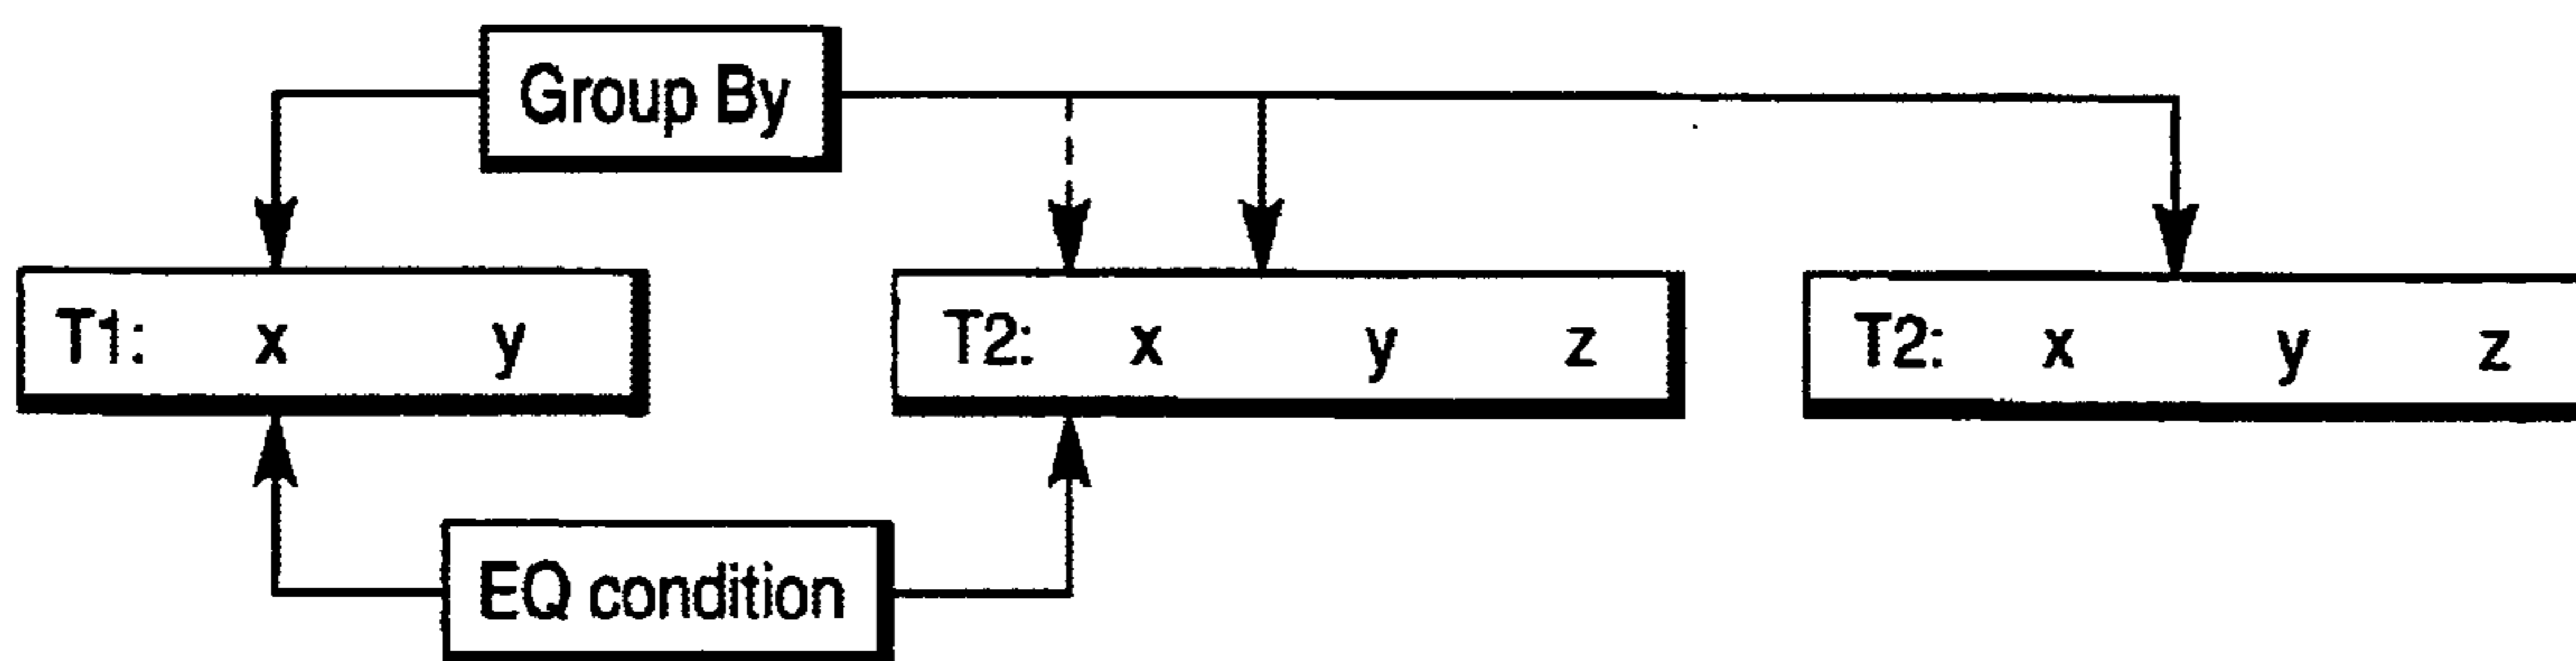 Group By
T1: x y
T2: x y z
T2: x y z
EQ condition